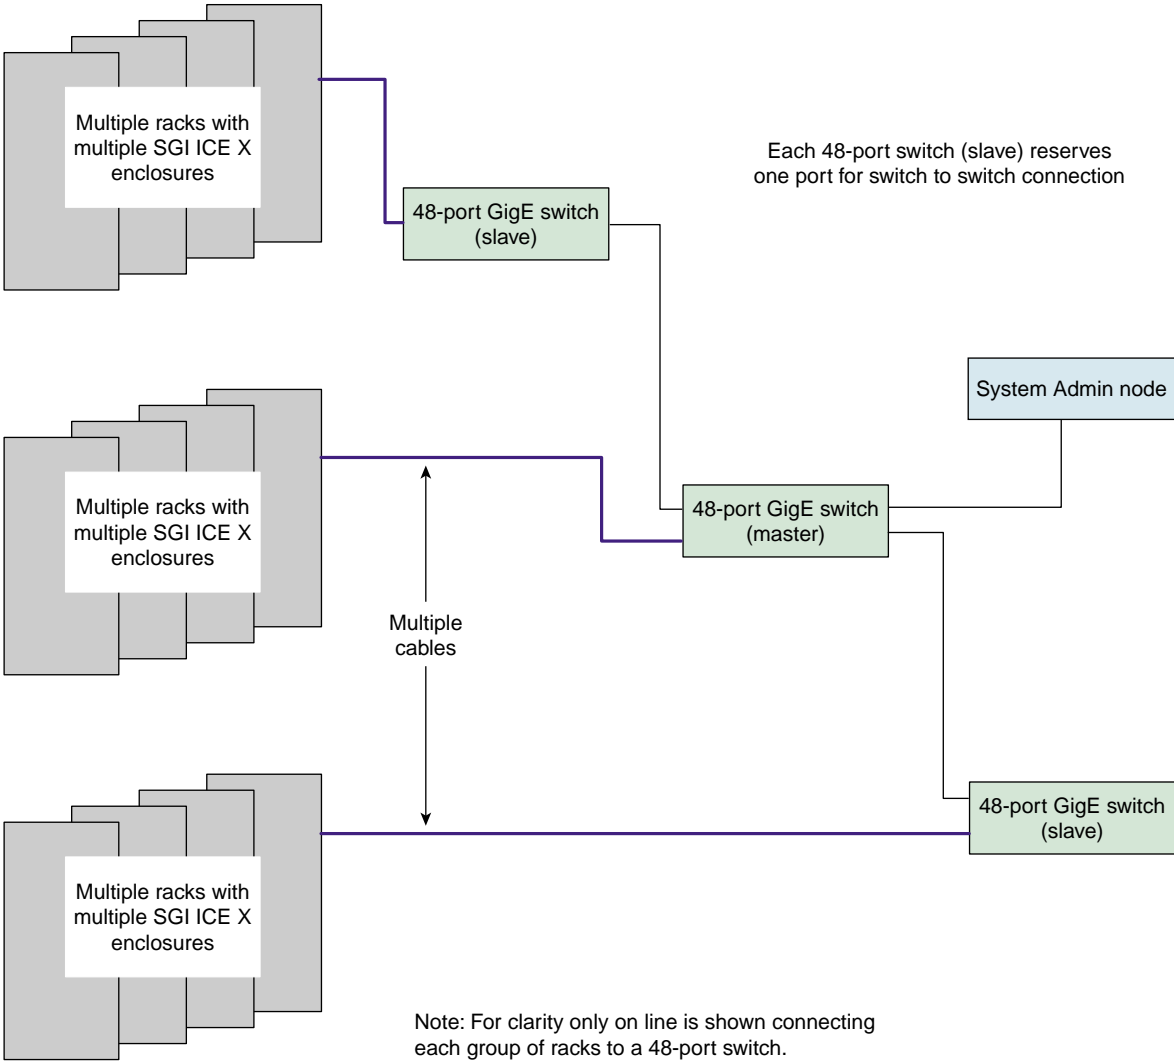 Multiple racks with
multiple SGI ICE X
enclosures
Each 48-port switch (slave) reserves
one port for switch to switch connection
48-port GigE switch
(slave)
System Admin node
Multiple racks with
multiple SGI ICE X
enclosures
48-port GigE switch
(master)
Multiple
cables
48-port GigE switch
(slave)
Multiple racks with
multiple SGI ICE X
enclosures
Note: For clarity only on line is shown connecting
each group of racks to a 48-port switch.